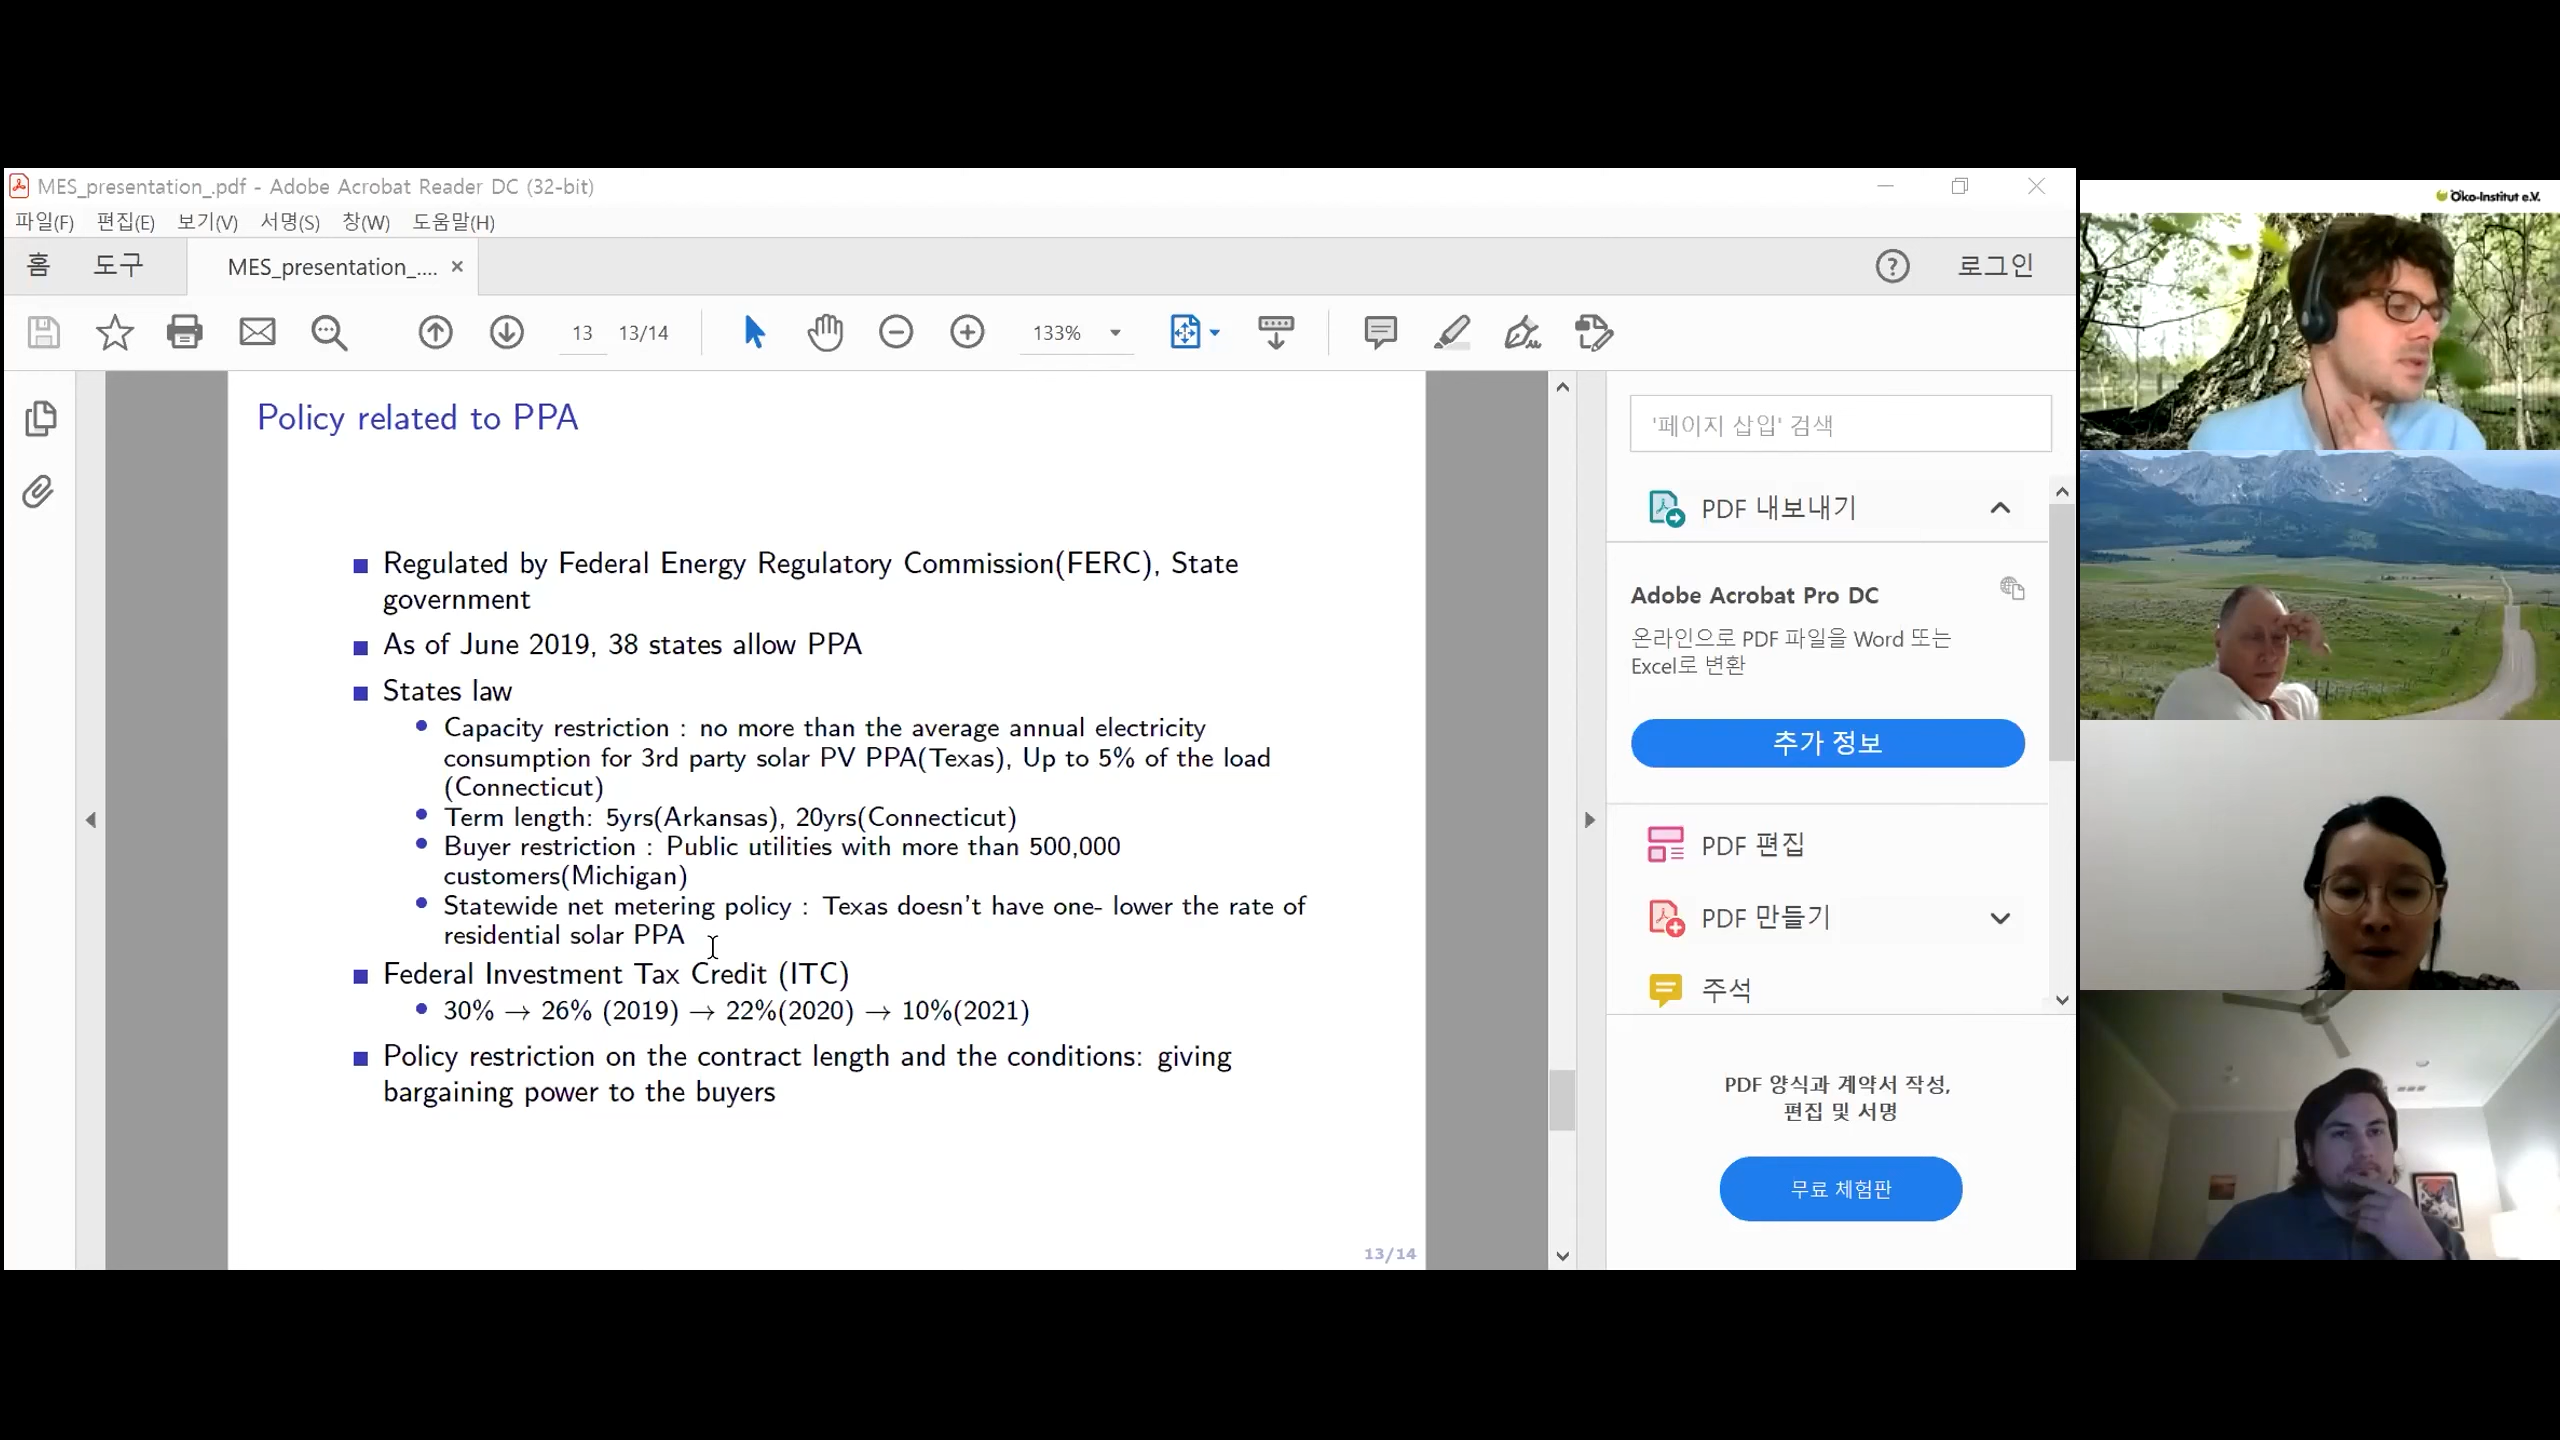 MES_presentation_.pdf - Adobe Acrobat Reader DC (32-bit)
파일(F) 편집(E) 보기(V) 서명(S) 창(W) 도움말(H)
홈 도구 MES_presentation_.... × ? 로그인
13 13/14 133%
Policy related to PPA
Regulated by Federal Energy Regulatory Commission(FERC), State
government
As of June 2019, 38 states allow PPA
States law
Capacity restriction : no more than the average annual electricity
consumption for 3rd party solar PV PPA(Texas), Up to 5% of the load
(Connecticut)
Term length: 5yrs(Arkansas), 20yrs(Connecticut)
Buyer restriction : Public utilities with more than 500,000
customers(Michigan)
Statewide net metering policy : Texas doesn't have one- lower the rate of
residential solar PPA
Federal Investment Tax Credit (ITC)
30% → 26% (2019) → 22%(2020) → 10%(2021)
Policy restriction on the contract length and the conditions: giving
bargaining power to the buyers
13/14
'페이지 삽입' 검색
PDF 내보내기
Adobe Acrobat Pro DC
온라인으로 PDF 파일을 Word 또는
Excel로 변환
추가 정보
PDF 편집
PDF 만들기
주석
PDF 양식과 계약서 작성,
편집 및 서명
무료 체험판
Öko-Institut e.V.